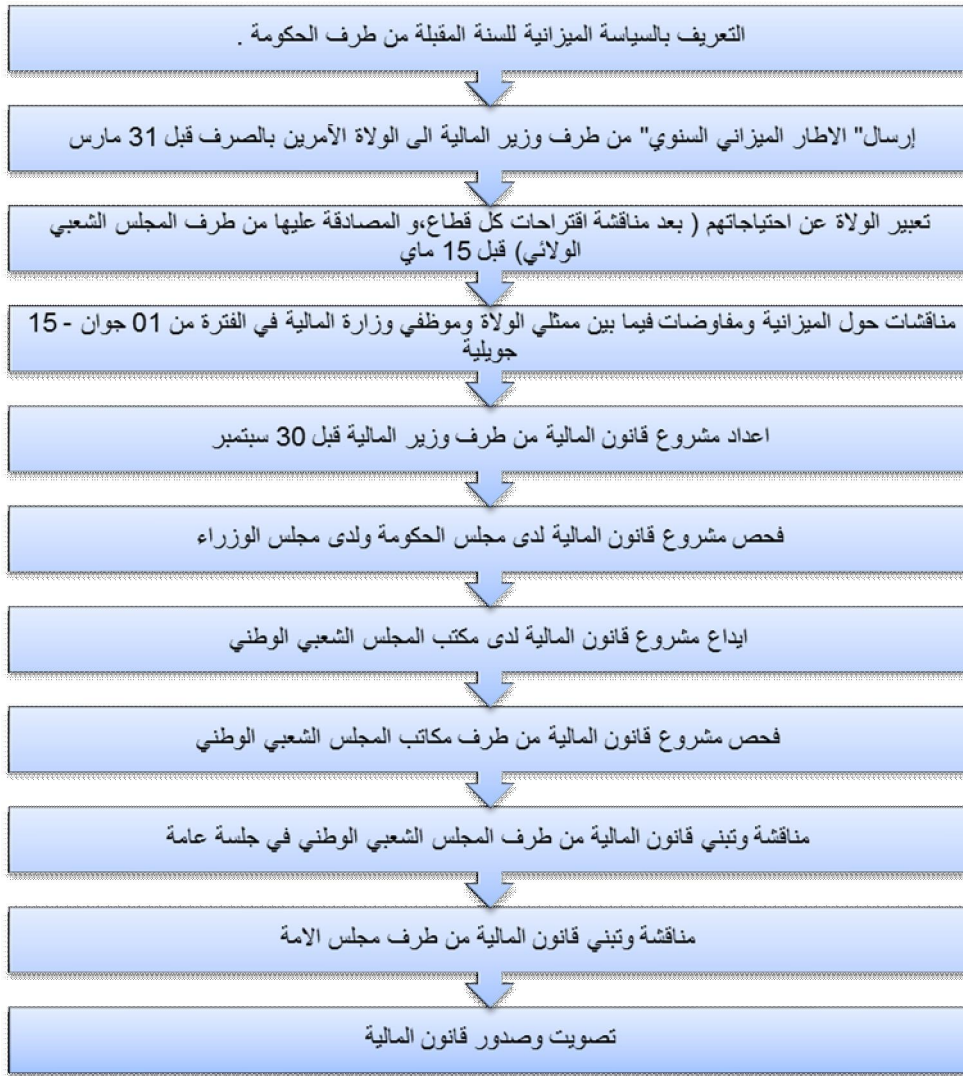 التعريف بالسياسة الميزانية للسنة المقبلة من طرف الحكومة .
إرسال" الاطار الميزاني السنوي" من طرف وزير المالية الى الولاة الآمرين بالصرف قبل 31 مارس
تعبير الولاة عن احتياجاتهم ( بعد مناقشة اقتراحات كل قطاع،و المصادقة عليها من طرف المجلس الشعبي
الولائي) قبل 15 ماي
مناقشات حول الميزانية ومفاوضات فيما بين ممثلي الولاة وموظفي وزارة المالية في الفترة من 01 جوان - 15
جويلية
اعداد مشروع قانون المالية من طرف وزير المالية قبل 30 سبتمبر
فحص مشروع قانون المالية لدى مجلس الحكومة ولدى مجلس الوزراء
ايداع مشروع قانون المالية لدى مكتب المجلس الشعبي الوطني
فحص مشروع قانون المالية من طرف مكاتب المجلس الشعبي الوطني
مناقشة وتبني قانون المالية من طرف المجلس الشعبي الوطني في جلسة عامة
مناقشة وتبني قانون المالية من طرف مجلس الامة
تصويت وصدور قانون المالية